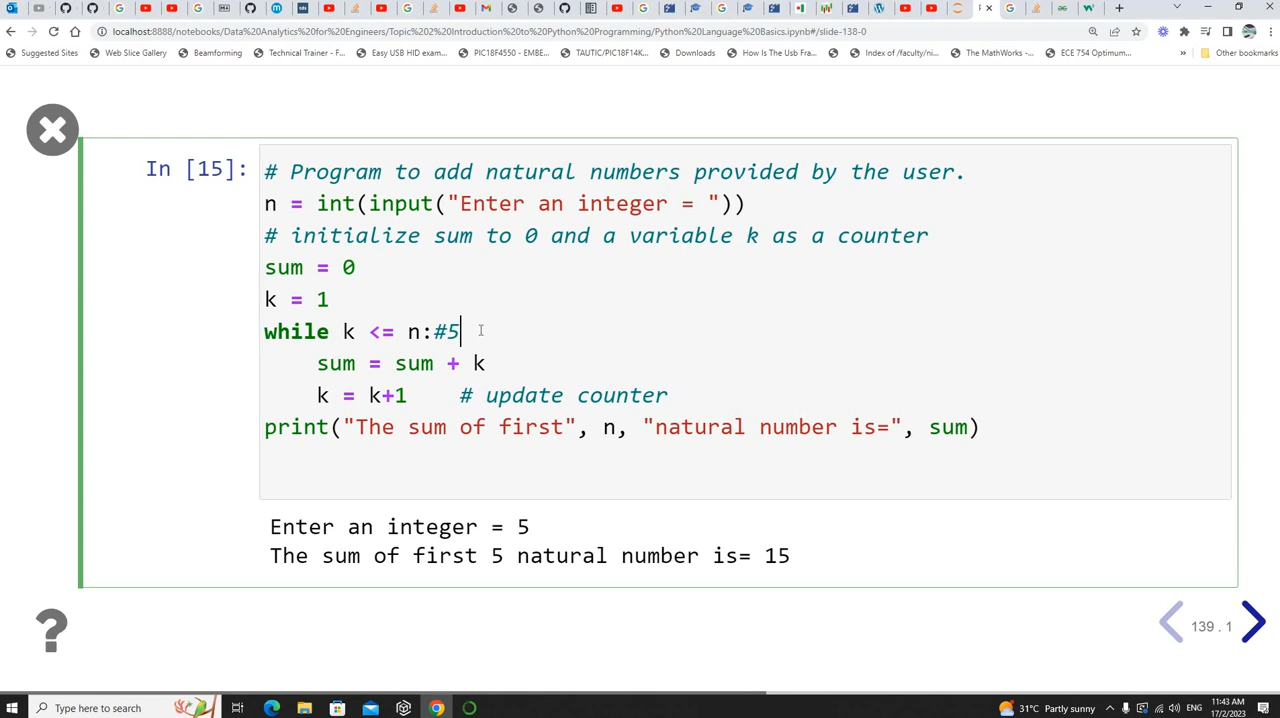 localhost:8888/notebooks/Data%20Analytics%20for%20Engineers/Topic%202%20Introduction%20to%20Python%20Programming/Python%20Language%20Basics.ipynb#/slide-138-0
Suggested Sites Web Slice Gallery Beamforming Technical Trainer - F... Easy USB HID exam... PIC18F4550 - EMBE... TAUTIC/PIC18F14K... Downloads How Is The Usb Fra... Index of /faculty/ni... The MathWorks - N... ECE 754 Optimum... » Other bookmarks
In [15]:
# Program to add natural numbers provided by the user.
n = int(input("Enter an integer = "))
# initialize sum to 0 and a variable k as a counter
sum = 0
k = 1
while k <= n:#5
sum = sum + k
k = k+1 # update counter
print("The sum of first", n, "natural number is=", sum)
Enter an integer = 5
The sum of first 5 natural number is= 15
?
139 . 1
Type here to search
31°C Partly sunny
ENG
11:43 AM
17/2/2023